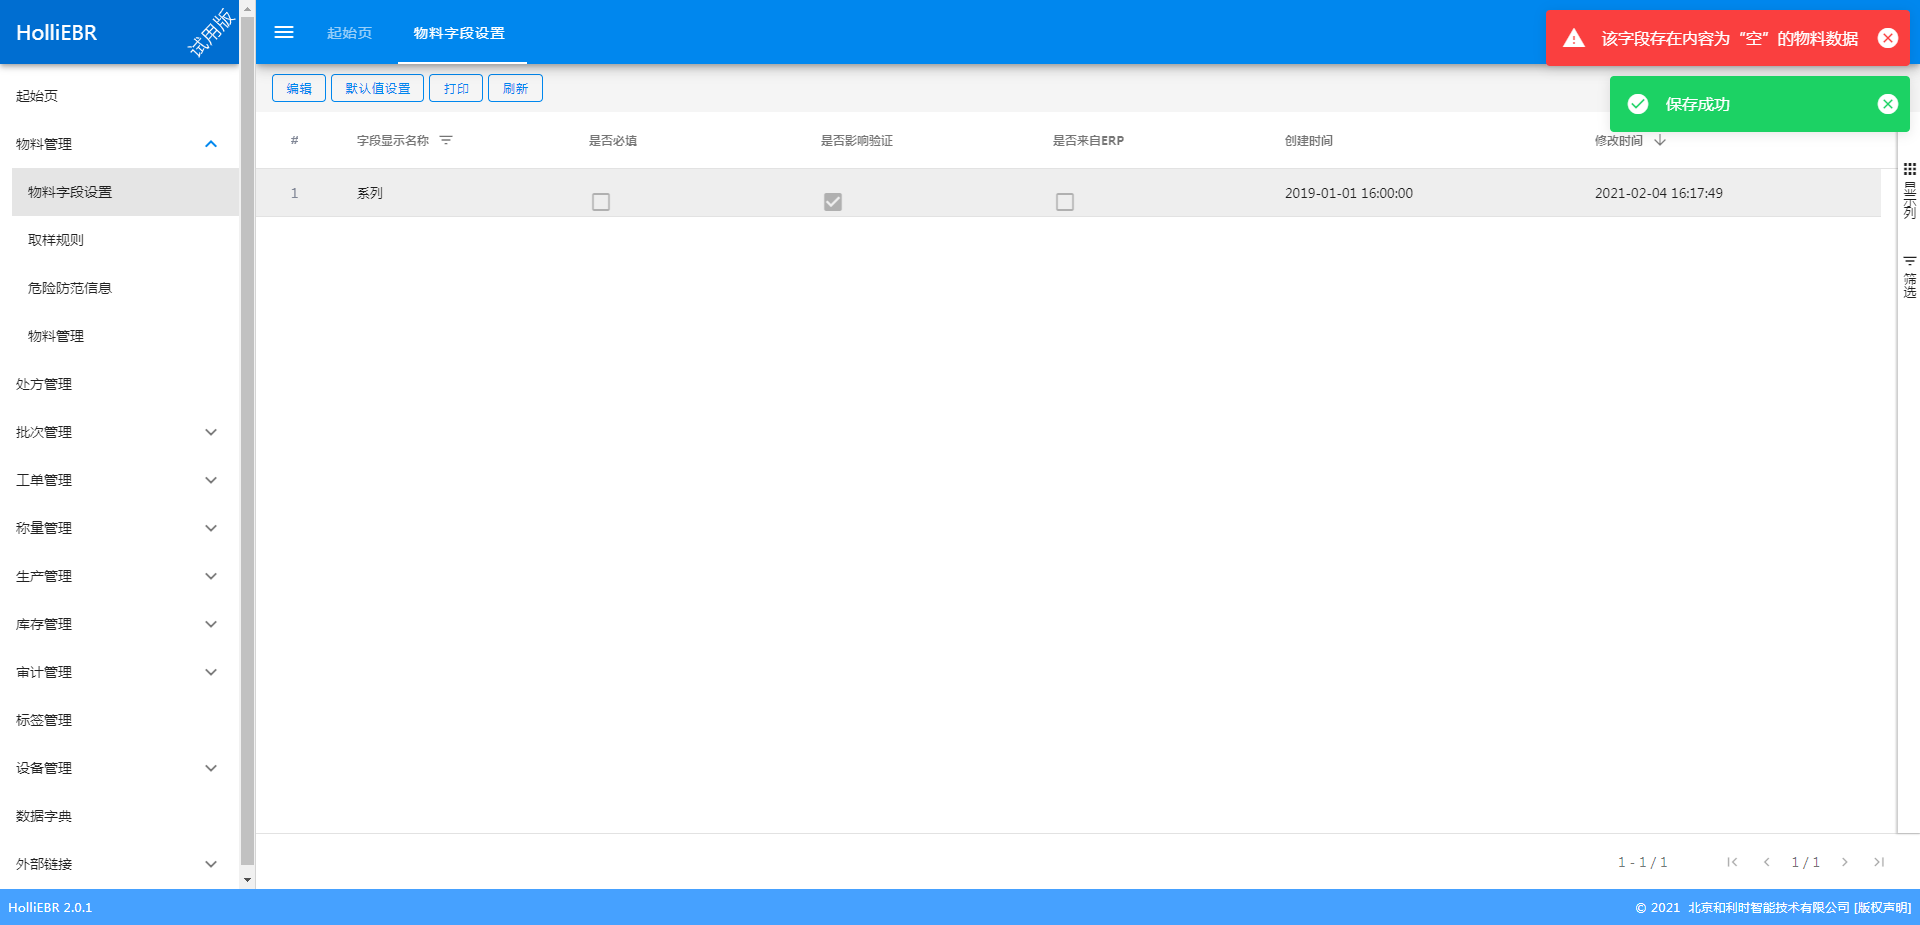 HolliEBR
试用版
起始页
物料字段设置
该字段存在内容为“空”的物料数据
保存成功
编辑
默认值设置
打印
刷新
# 字段显示名称 是否必填 是否影响验证 是否来自ERP 创建时间 修改时间
1 系列 2019-01-01 16:00:00 2021-02-04 16:17:49
显示列
筛选
起始页
物料管理
物料字段设置
取样规则
危险防范信息
物料管理
处方管理
批次管理
工单管理
称量管理
生产管理
库存管理
审计管理
标签管理
设备管理
数据字典
外部链接
1 - 1 / 1
1 / 1
HolliEBR 2.0.1
© 2021 北京和利时智能技术有限公司 [版权声明]